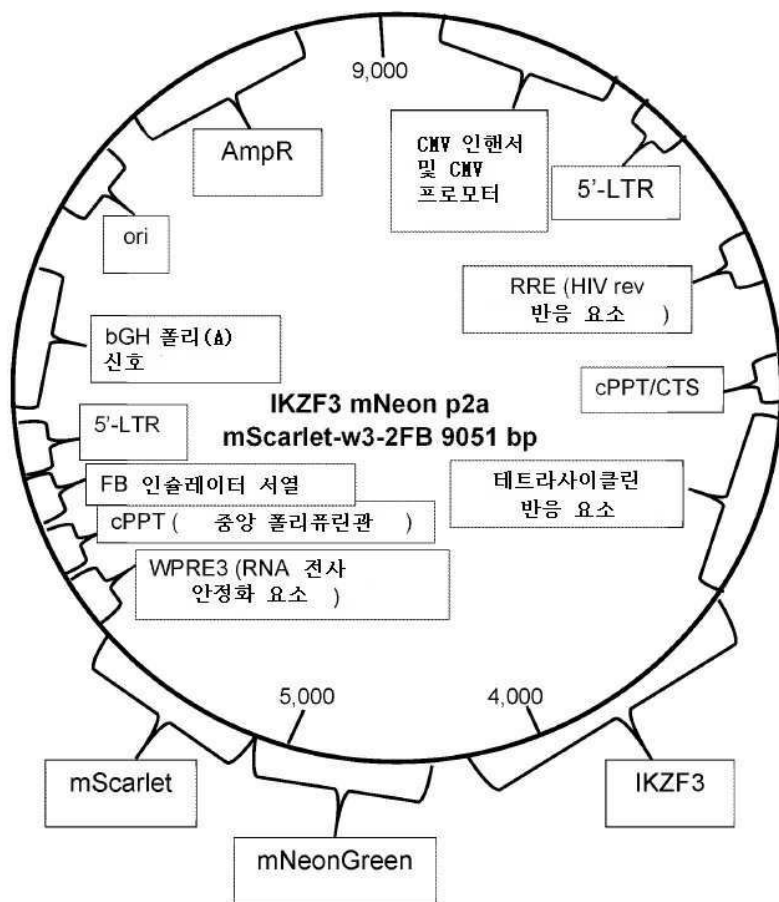 9,000
AmpR
CMV 인핸서
및 CMV
프로모터
5'-LTR
ori
RRE (HIV rev
반응 요소 )
bGH 폴리(A)
신호
cPPT/CTS
IKZF3 mNeon p2a
mScarlet-w3-2FB 9051 bp
5'-LTR
FB 인슐레이터 서열
테트라사이클린
반응 요소
cPPT ( 중앙 폴리퓨린관 )
WPRE3 (RNA 전사
안정화 요소 )
5,000
4,000
mScarlet
IKZF3
mNeonGreen